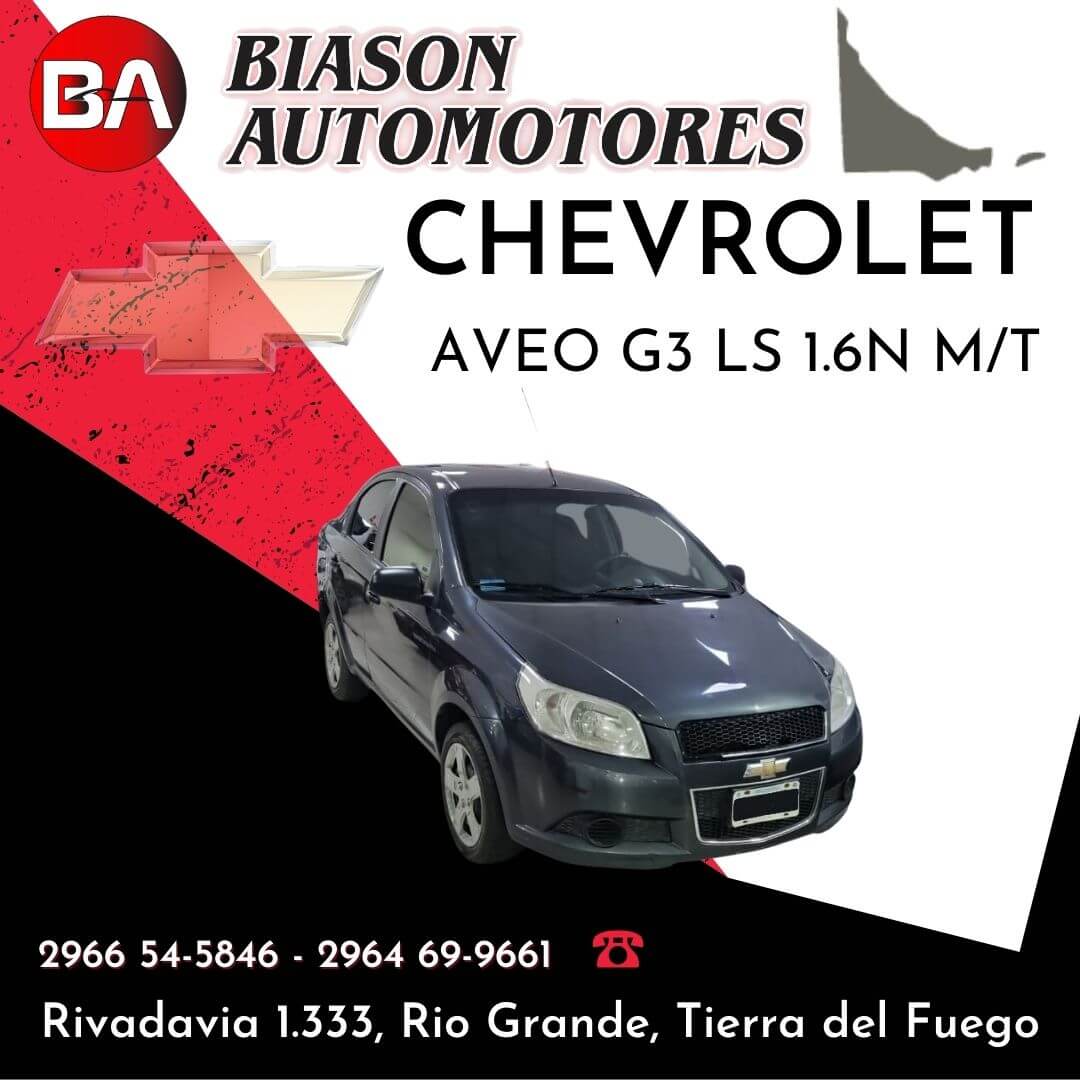 BA
BIASON
AUTOMOTORES
CHEVROLET
AVEO G3 LS 1.6N M/T
2966 54-5846 - 2964 69-9661
Rivadavia 1.333, Rio Grande, Tierra del Fuego